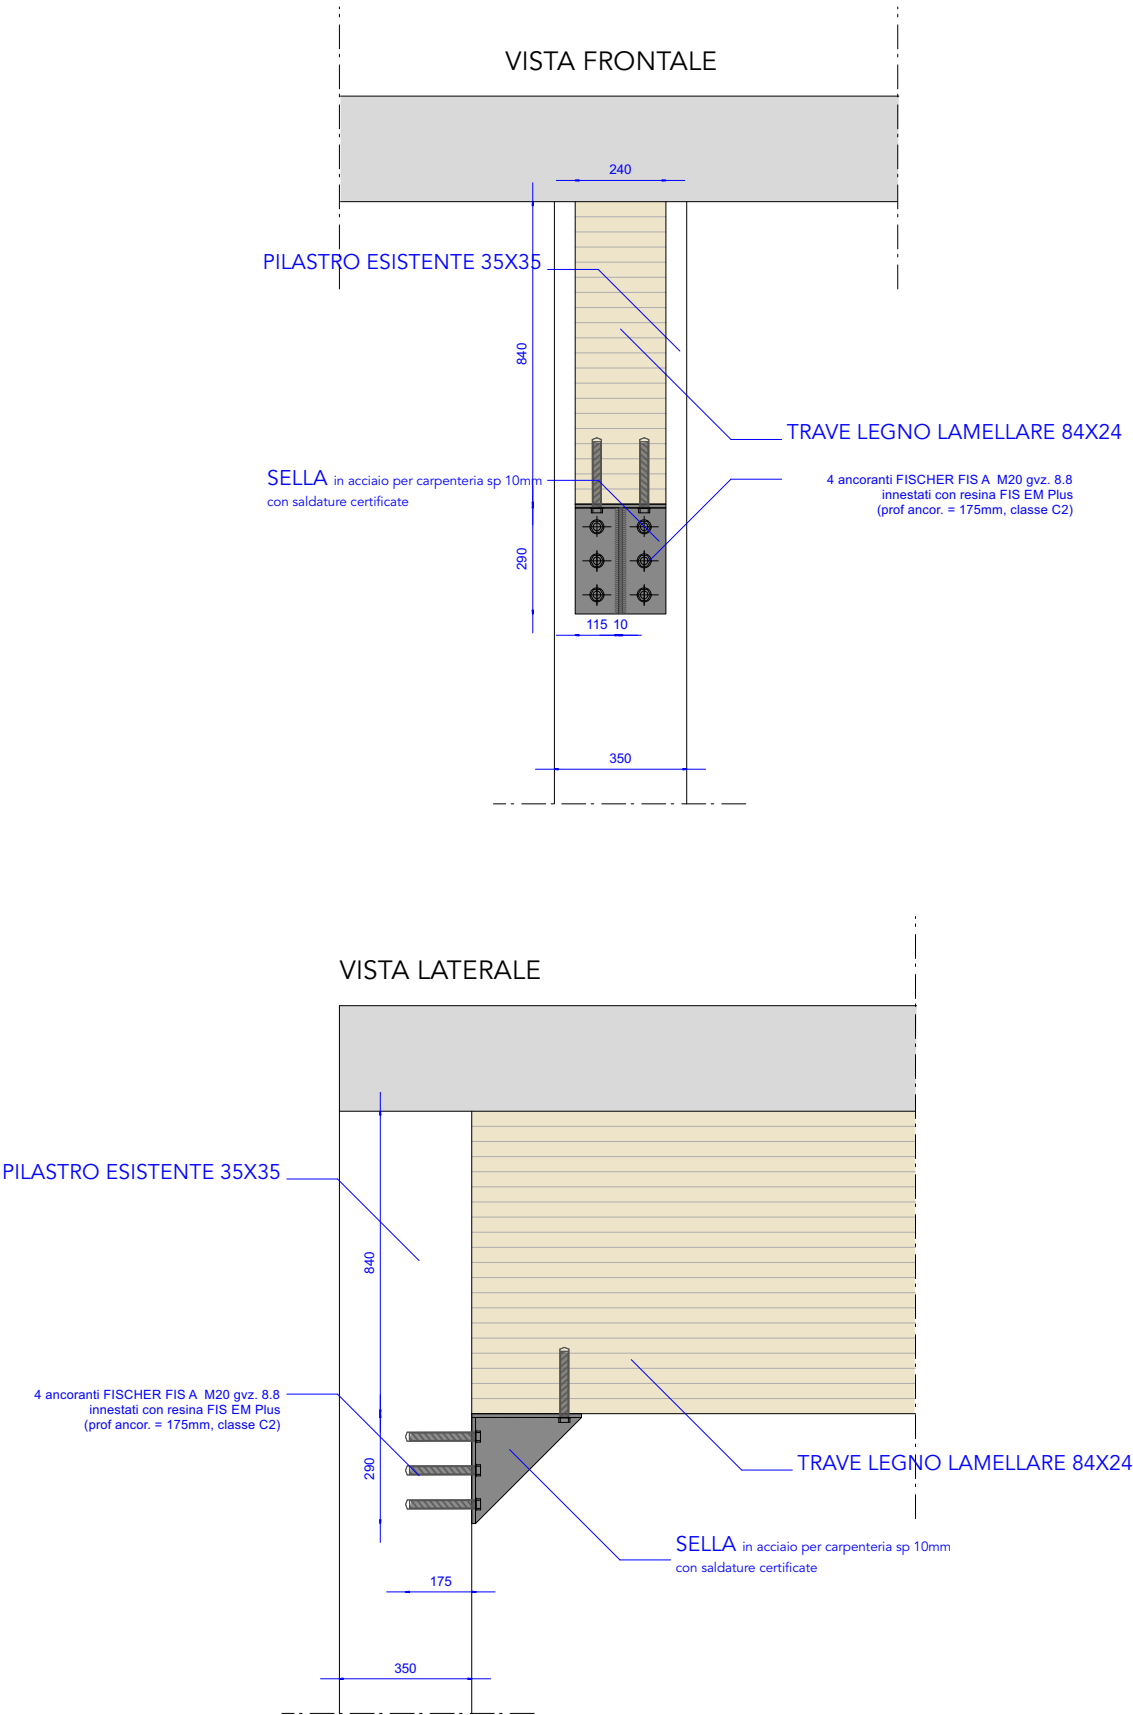 VISTA FRONTALE
240
PILASTRO ESISTENTE 35X35
840
TRAVE LEGNO LAMELLARE 84X24
SELLA in acciaio per carpenteria sp 10mm
con saldature certificate
4 ancoranti FISCHER FIS A M20 gvz. 8.8
innestati con resina FIS EM Plus
(prof ancor. = 175mm, classe C2)
290
115 10
350
VISTA LATERALE
PILASTRO ESISTENTE 35X35
840
4 ancoranti FISCHER FIS A M20 gvz. 8.8
innestati con resina FIS EM Plus
(prof ancor. = 175mm, classe C2)
290
TRAVE LEGNO LAMELLARE 84X24
SELLA in acciaio per carpenteria sp 10mm
con saldature certificate
175
350